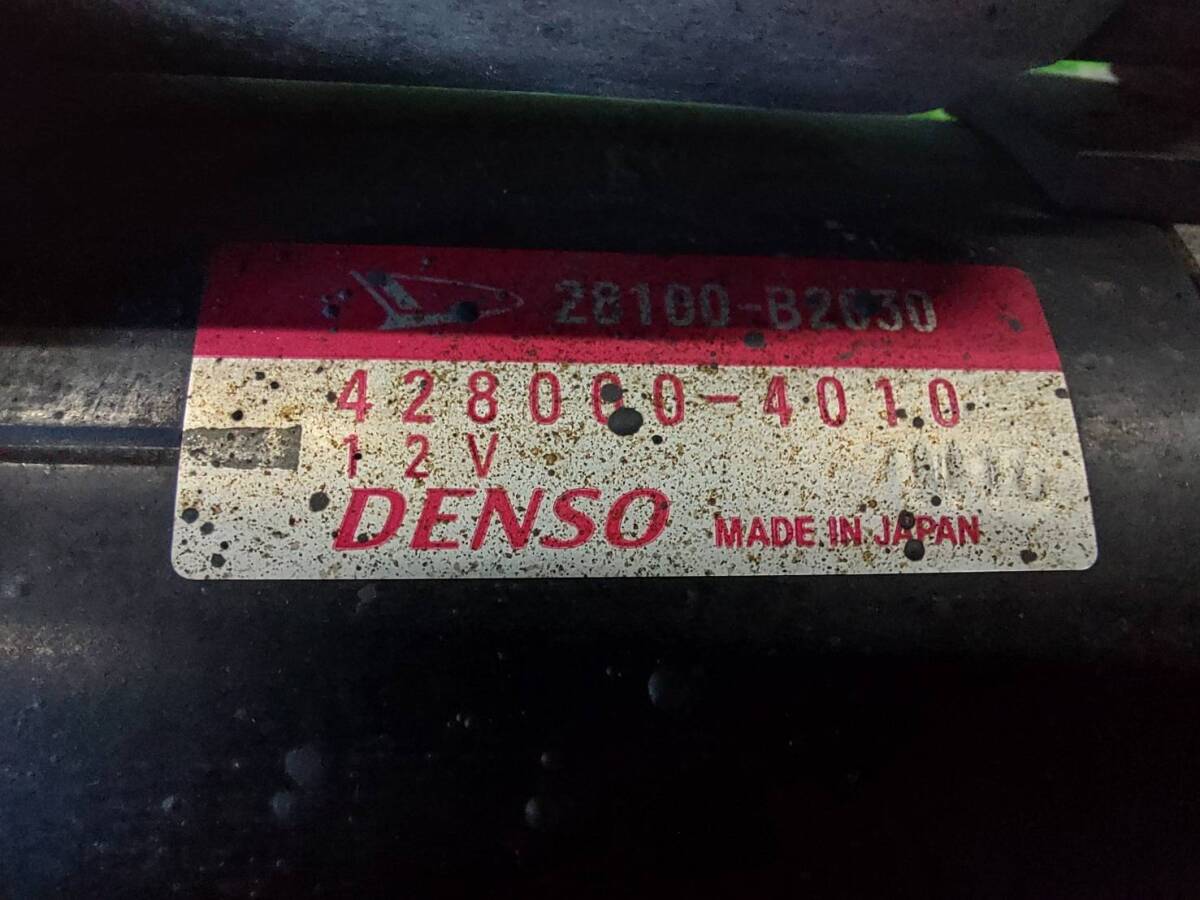 28100-B2030
428000-4010
12V
DENSO MADE IN JAPAN